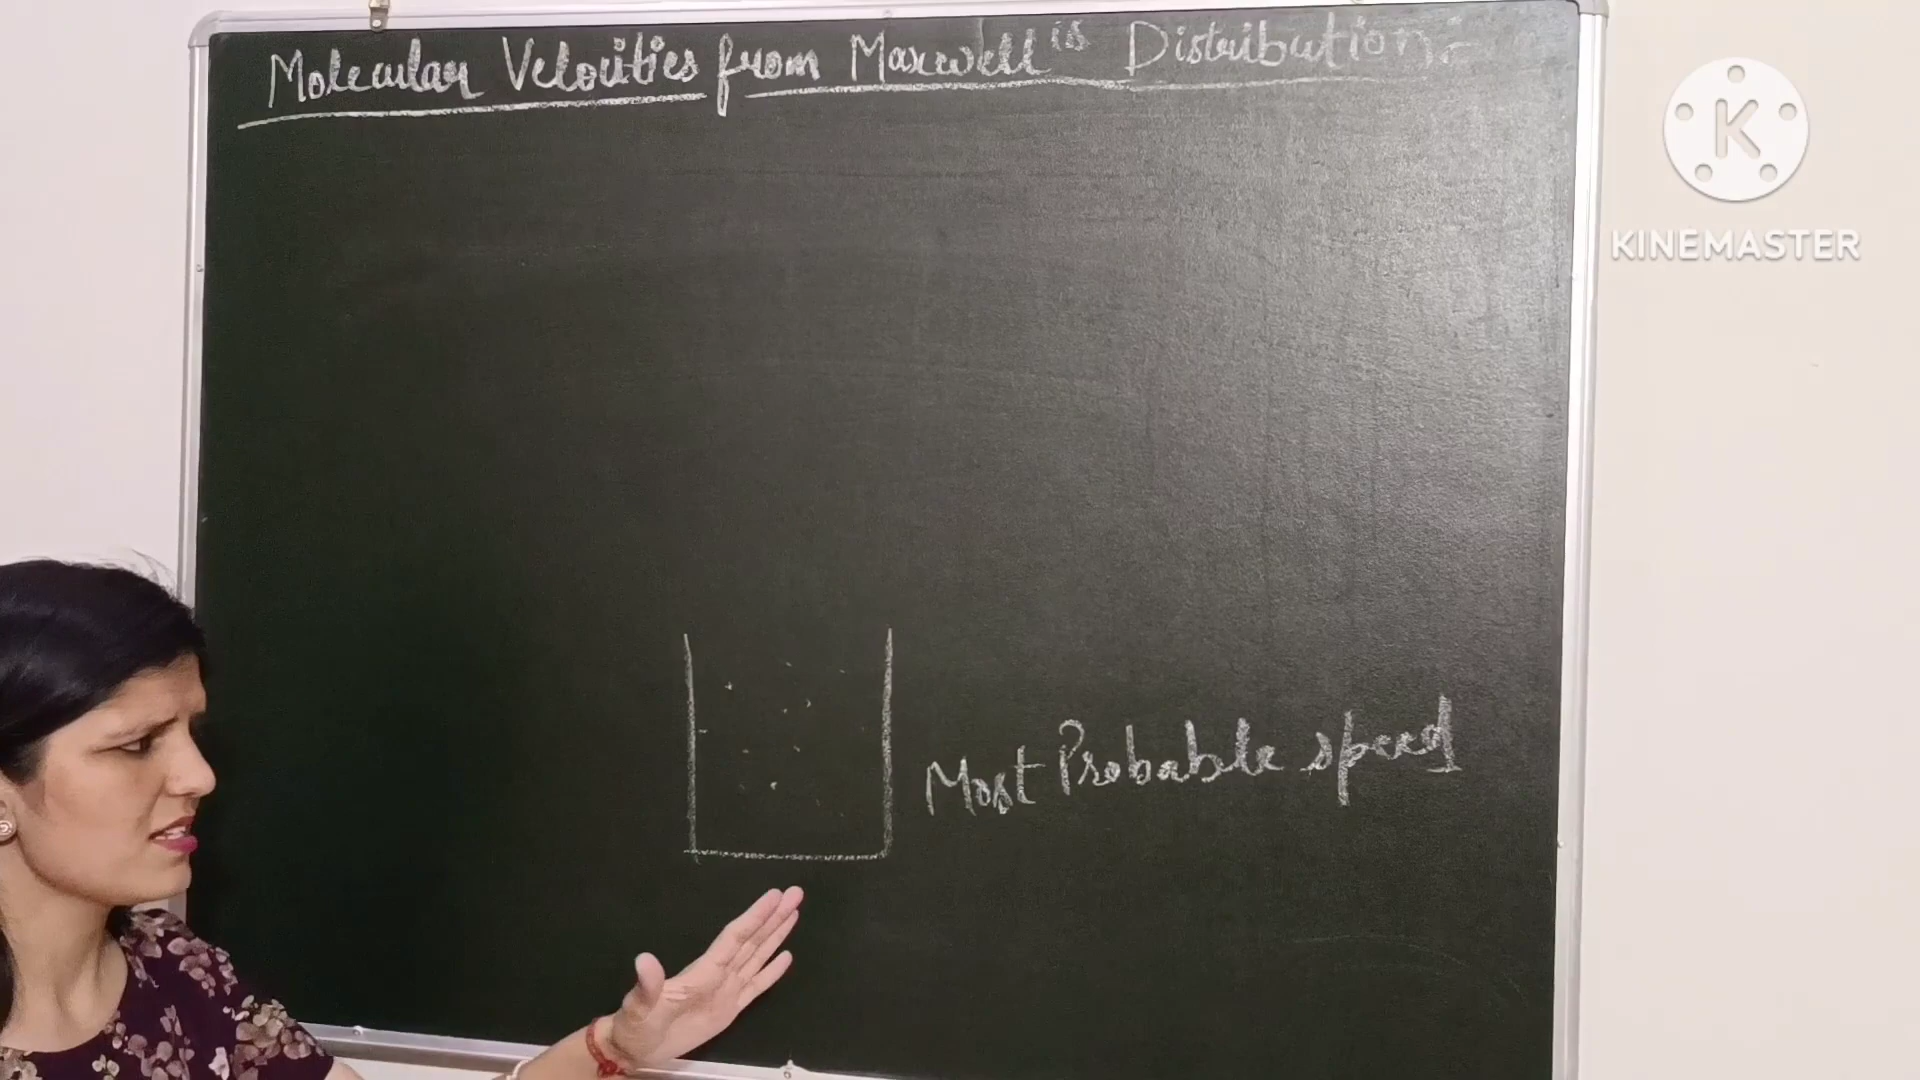 Molecular Velocities from Maxwell's Distribution:-
K
KINEMASTER
Most Probable speed